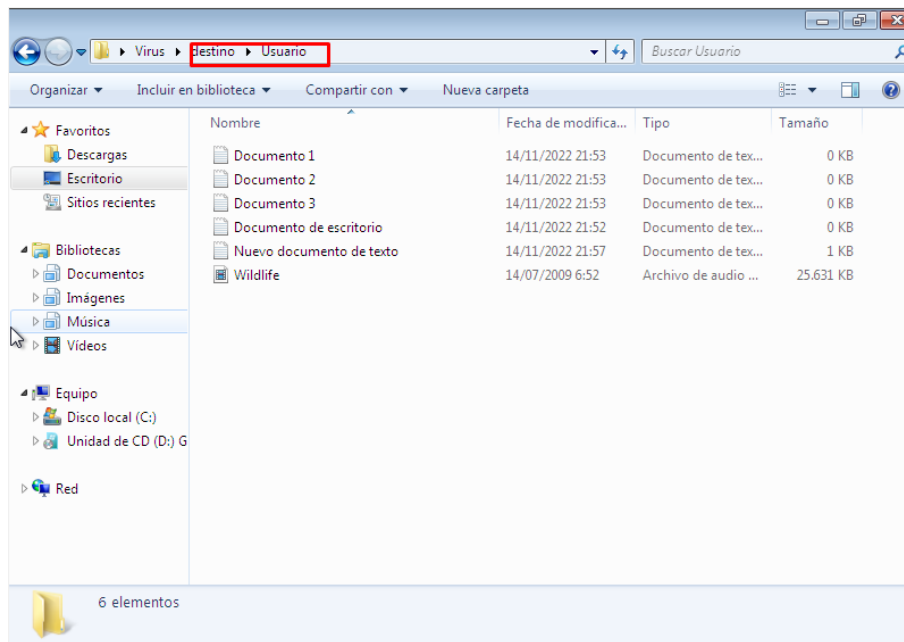 Virus destino Usuario Buscar Usuario
Organizar Incluir en biblioteca Compartir con Nueva carpeta
Favoritos
Descargas
Escritorio
Sitios recientes
Bibliotecas
Documentos
Imágenes
Música
Vídeos
Equipo
Disco local (C:)
Unidad de CD (D:) G
Red
Nombre Fecha de modifica... Tipo Tamaño
Documento 1 14/11/2022 21:53 Documento de tex... 0 KB
Documento 2 14/11/2022 21:53 Documento de tex... 0 KB
Documento 3 14/11/2022 21:53 Documento de tex... 0 KB
Documento de escritorio 14/11/2022 21:52 Documento de tex... 0 KB
Nuevo documento de texto 14/11/2022 21:57 Documento de tex... 1 KB
Wildlife 14/07/2009 6:52 Archivo de audio ... 25.631 KB
6 elementos